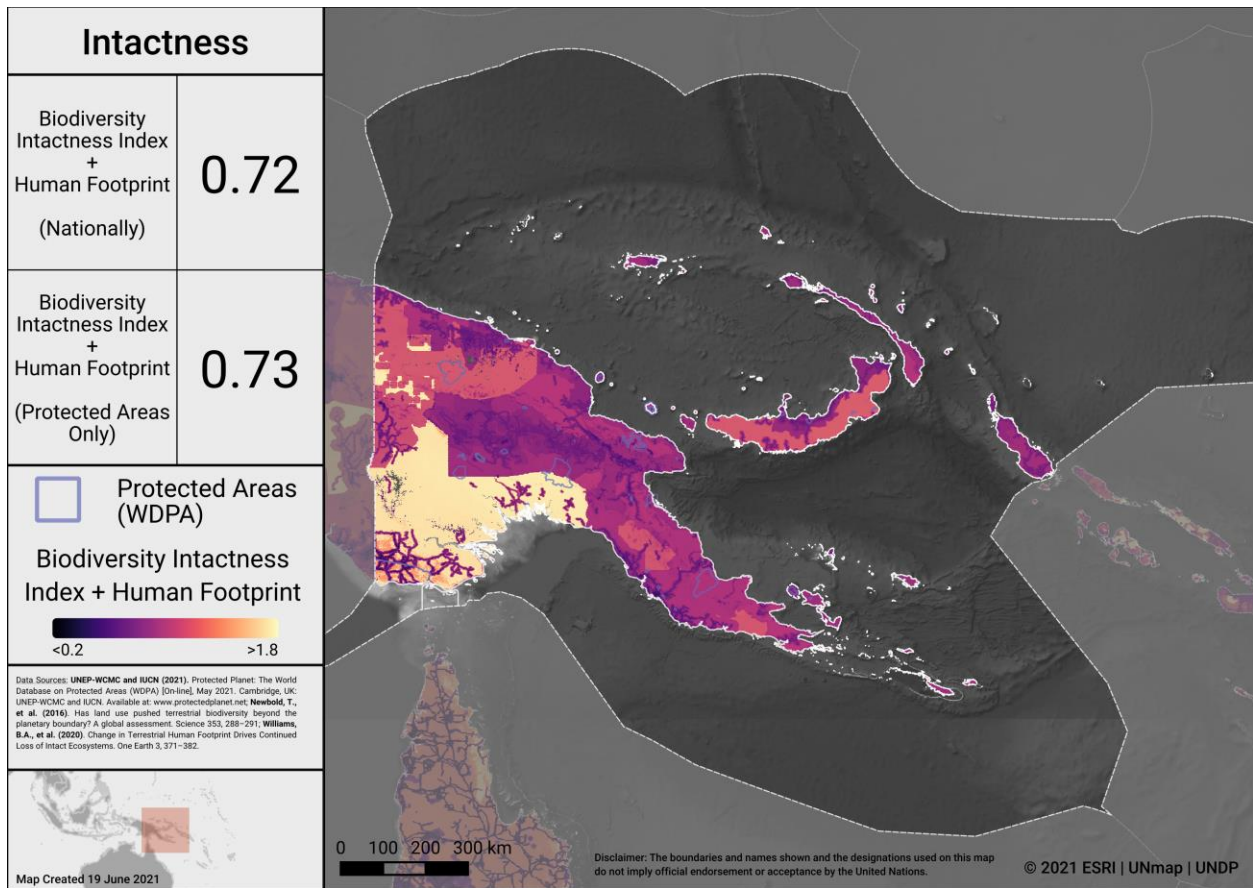 Intactness
Biodiversity
Intactness Index
+
Human Footprint
(Nationally)
0.72
Biodiversity
Intactness Index
+
Human Footprint
(Protected Areas
Only)
0.73
Protected Areas
(WDPA)
Biodiversity Intactness
Index + Human Footprint
<0.2
>1.8
Data Sources: UNEP-WCMC and IUCN (2021). Protected Planet: The World
Database on Protected Areas (WDPA) [On-line], May 2021. Cambridge, UK:
UNEP-WCMC and IUCN. Available at: www.protectedplanet.net; Newbold, T.,
et al. (2016). Has land use pushed terrestrial biodiversity beyond the
planetary boundary? A global assessment. Science 353, 288–291; Williams,
B.A., et al. (2020). Change in Terrestrial Human Footprint Drives Continued
Loss of Intact Ecosystems. One Earth 3, 371–382.
Map Created 19 June 2021
0 100 200 300 km
Disclaimer: The boundaries and names shown and the designations used on this map
do not imply official endorsement or acceptance by the United Nations.
© 2021 ESRI | UNmap | UNDP